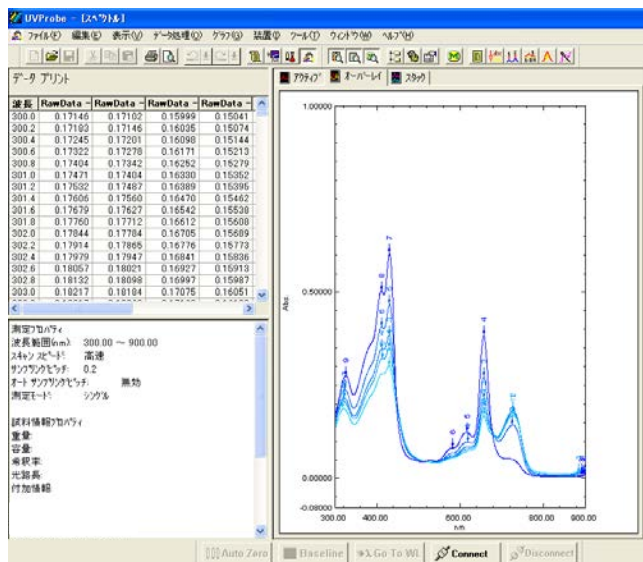 UVProbe - [スペクトル]
ファイル(F) 編集(E) 表示(V) データ処理(O) グラフ(G) 装置(I) ツール(T) ウィンドウ(W) ヘルプ(H)
データ プリント
アクティブ オーバーレイ スタック
波長 RawData - RawData - RawData - RawData -
300.0 0.17146 0.17102 0.15999 0.15041
300.2 0.17183 0.17146 0.16035 0.15074
300.4 0.17245 0.17201 0.16098 0.15144
300.6 0.17322 0.17278 0.16171 0.15213
300.8 0.17404 0.17342 0.16252 0.15279
301.0 0.17471 0.17404 0.16330 0.15352
301.2 0.17532 0.17487 0.16389 0.15395
301.4 0.17606 0.17560 0.16470 0.15462
301.6 0.17679 0.17627 0.16542 0.15538
301.8 0.17760 0.17712 0.16612 0.15608
302.0 0.17844 0.17784 0.16705 0.15689
302.2 0.17914 0.17865 0.16776 0.15773
302.4 0.17979 0.17947 0.16841 0.15836
302.6 0.18057 0.18021 0.16927 0.15913
302.8 0.18132 0.18098 0.16997 0.15987
303.0 0.18217 0.18184 0.17075 0.16051
測定プロパティ
波長範囲(nm): 300.00 ～ 900.00
スキャン スピード: 高速
サンプリングピッチ: 0.2
オート サンプリングピッチ: 無効
測定モード: シングル
試料情報プロパティ
重量:
容量:
希釈率:
光路長:
付加情報:
1.00000
0.50000
0.00000
-0.08000
Abs.
9
8
7
6
6
4
300.00 400.00 600.00 800.00 900.00
nm
Auto Zero Baseline Go To WL Connect Disconnect